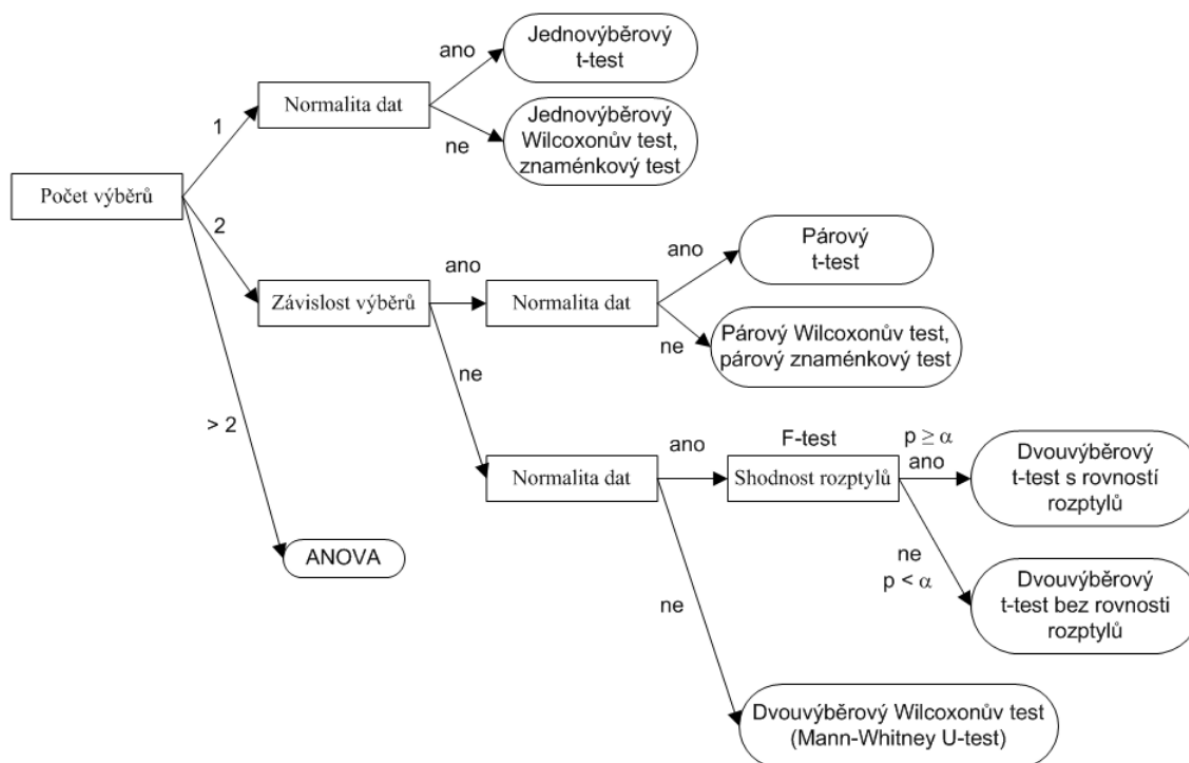 Jednovýběrový
t-test
ano
Normalita dat
Jednovýběrový
Wilcoxonův test,
znaménkový test
ne
1
Počet výběrů
2
Párový
t-test
ano
ano
Závislost výběrů
Normalita dat
Párový Wilcoxonův test,
párový znaménkový test
ne
ne
> 2
F-test
p ≥ α
ano
ano
Dvouvýběrový
t-test s rovností
rozptylů
Normalita dat
Shodnost rozptylů
ANOVA
ne
p < α
Dvouvýběrový
t-test bez rovnosti
rozptylů
ne
Dvouvýběrový Wilcoxonův test
(Mann-Whitney U-test)